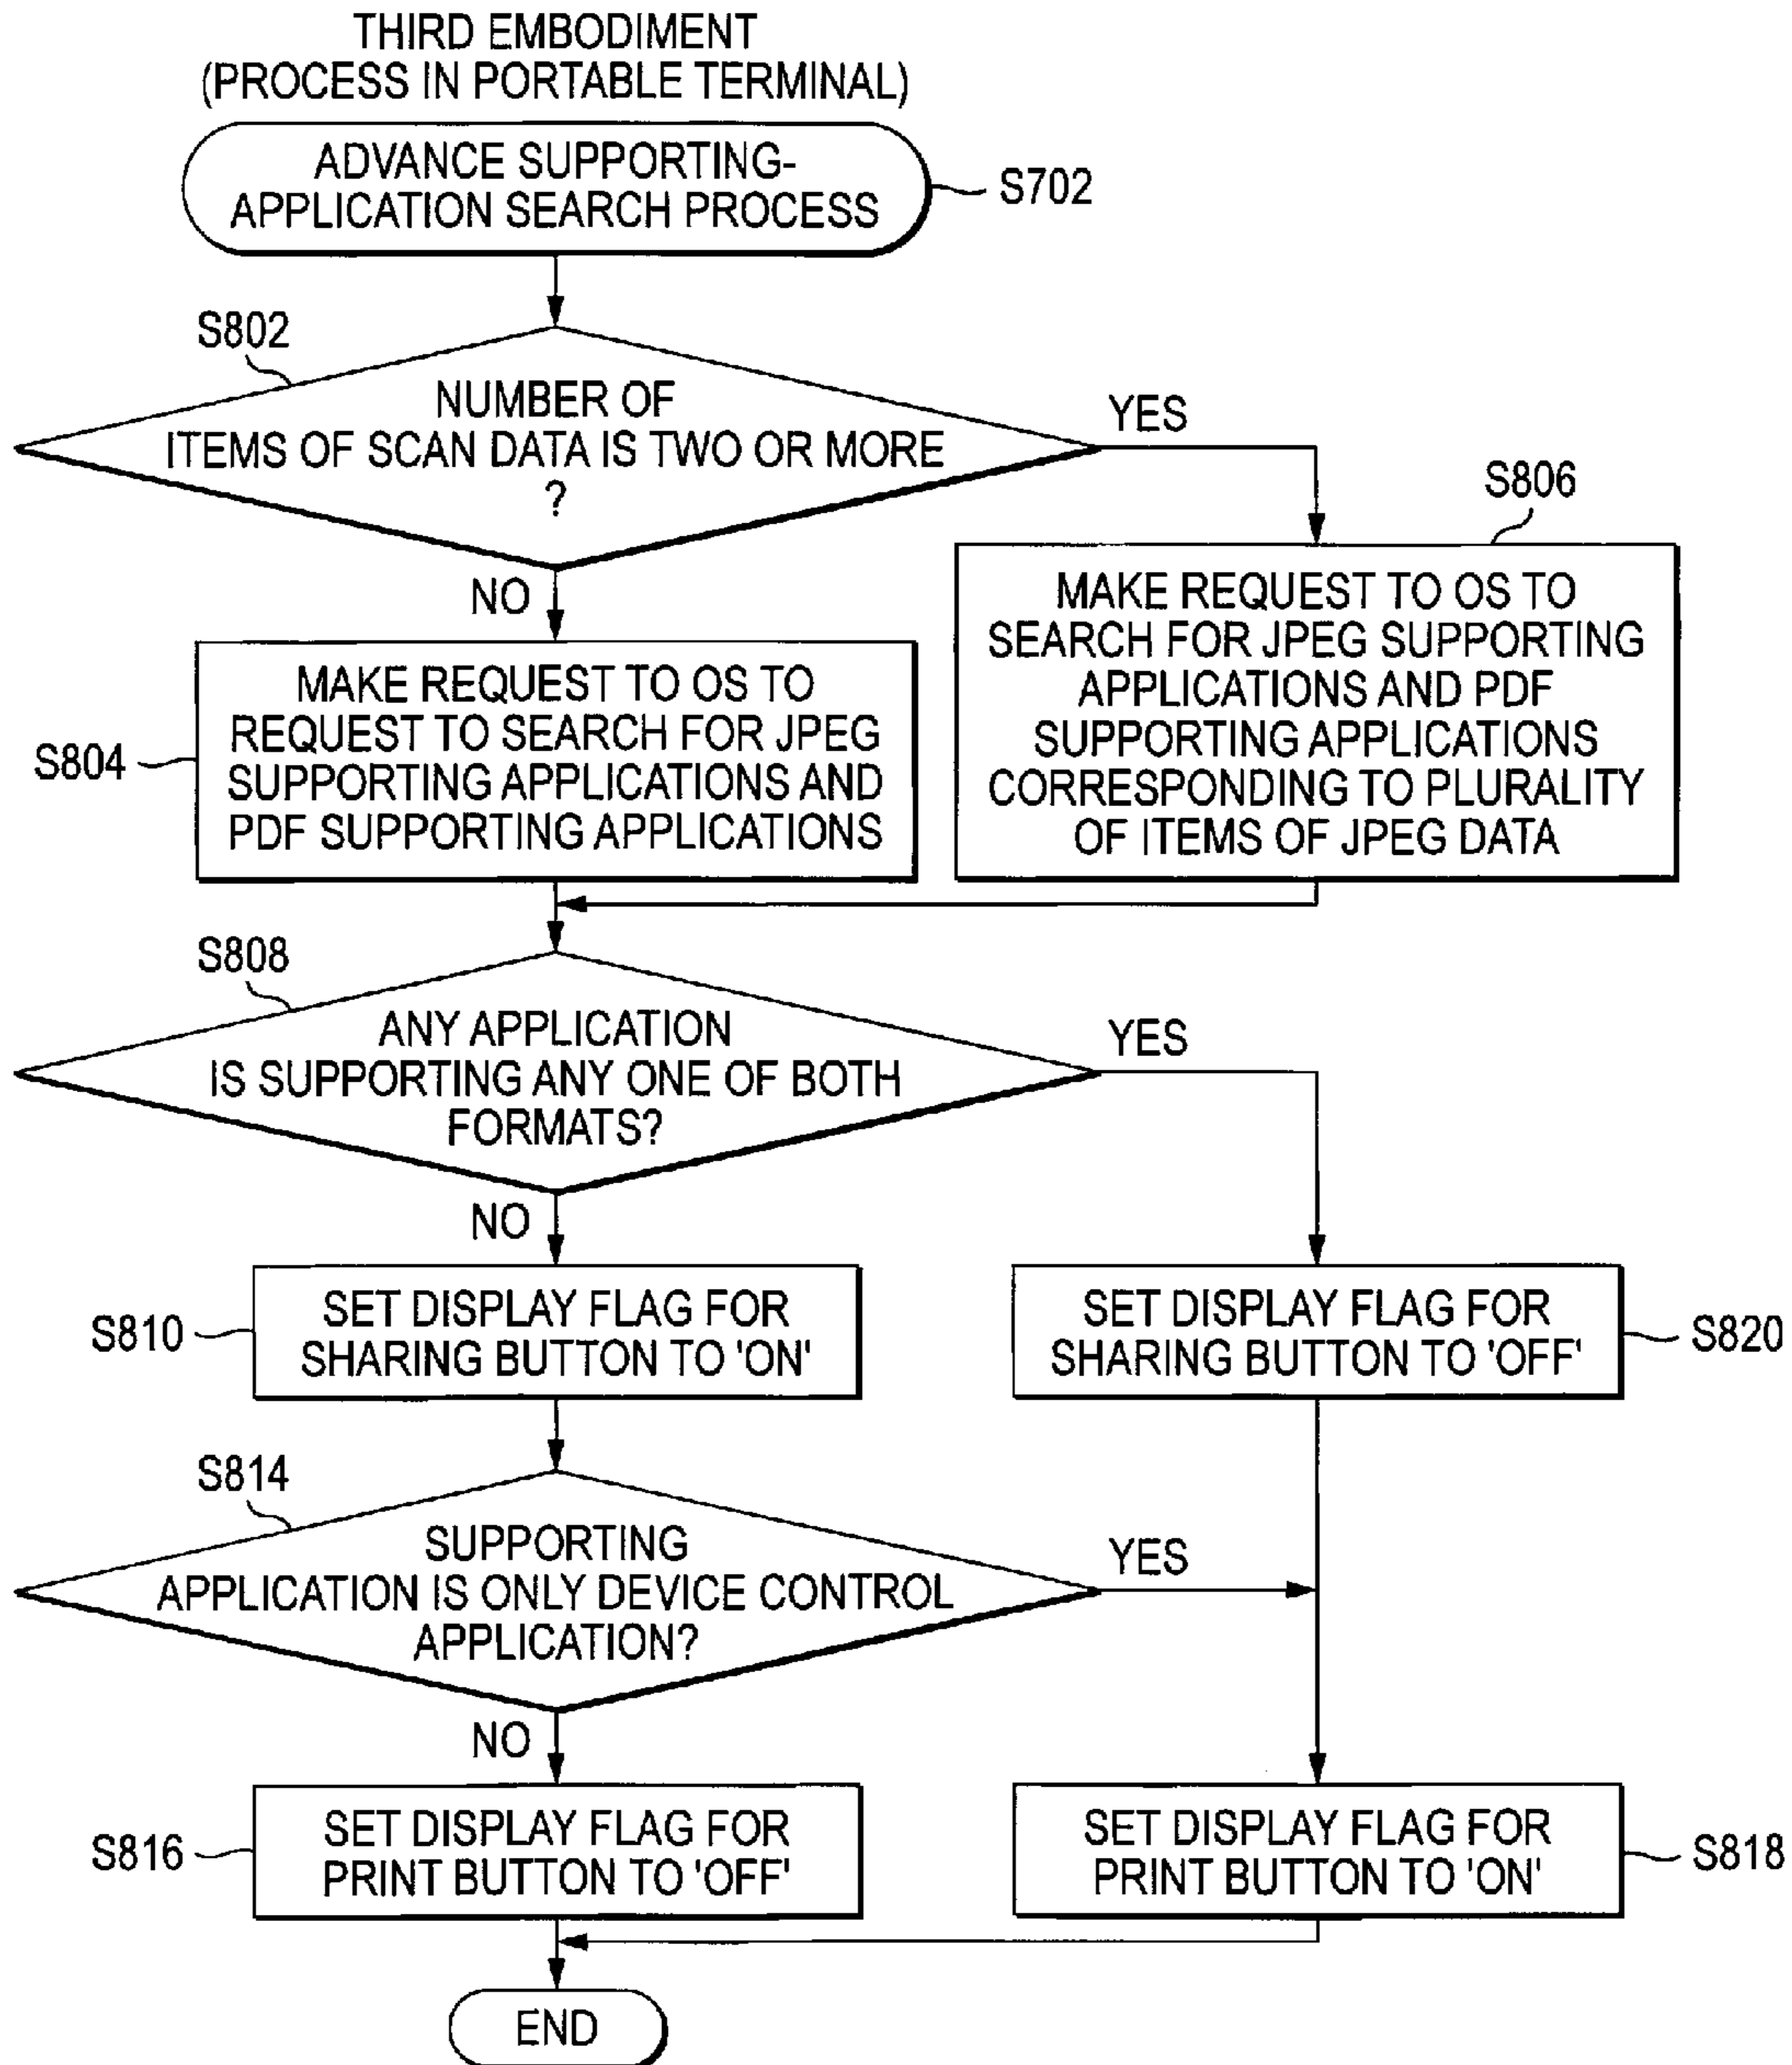 THIRD EMBODIMENT
(PROCESS IN PORTABLE TERMINAL)
ADVANCE SUPPORTING-
APPLICATION SEARCH PROCESS
S702
S802
NUMBER OF
ITEMS OF SCAN DATA IS TWO OR MORE
?
YES
NO
S806
MAKE REQUEST TO OS TO
SEARCH FOR JPEG SUPPORTING
APPLICATIONS AND PDF
SUPPORTING APPLICATIONS
CORRESPONDING TO PLURALITY
OF ITEMS OF JPEG DATA
S804
MAKE REQUEST TO OS TO
REQUEST TO SEARCH FOR JPEG
SUPPORTING APPLICATIONS AND
PDF SUPPORTING APPLICATIONS
S808
ANY APPLICATION
IS SUPPORTING ANY ONE OF BOTH
FORMATS?
YES
NO
S810
SET DISPLAY FLAG FOR
SHARING BUTTON TO 'ON'
SET DISPLAY FLAG FOR
SHARING BUTTON TO 'OFF'
S820
S814
SUPPORTING
APPLICATION IS ONLY DEVICE CONTROL
APPLICATION?
YES
NO
S816
SET DISPLAY FLAG FOR
PRINT BUTTON TO 'OFF'
SET DISPLAY FLAG FOR
PRINT BUTTON TO 'ON'
S818
END